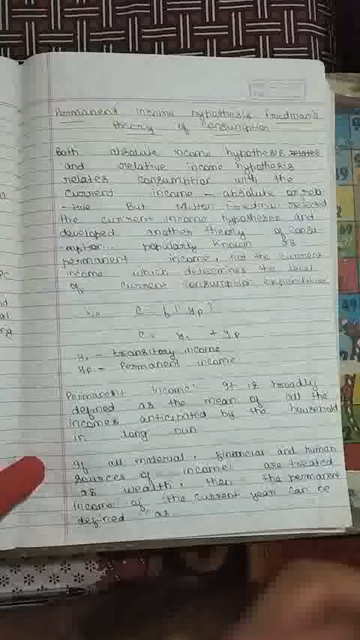 Permanent income hypothesis Friedman's
theory of consumption
Both absolute income hypothesis relates
and relative income hypothesis
relates consumption with the
current income - absolute or rela
- tive But Milton Friedman rejected
the current income hypotheses and
developed another theory of consu
-mption popularly known as
permanent income, not the current
income which determines the level
of current consumption expenditure
i.e C = f ( yp )
C = yt + yp
yt = transitory income
yp = Permanent income
Permanent Income: It is broadly
defined as the mean of all the
incomes anticipated by the household
in long run
If all material, financial and human
sources of income are treated
as wealth, then the permanent
income of the current year can be
defined as